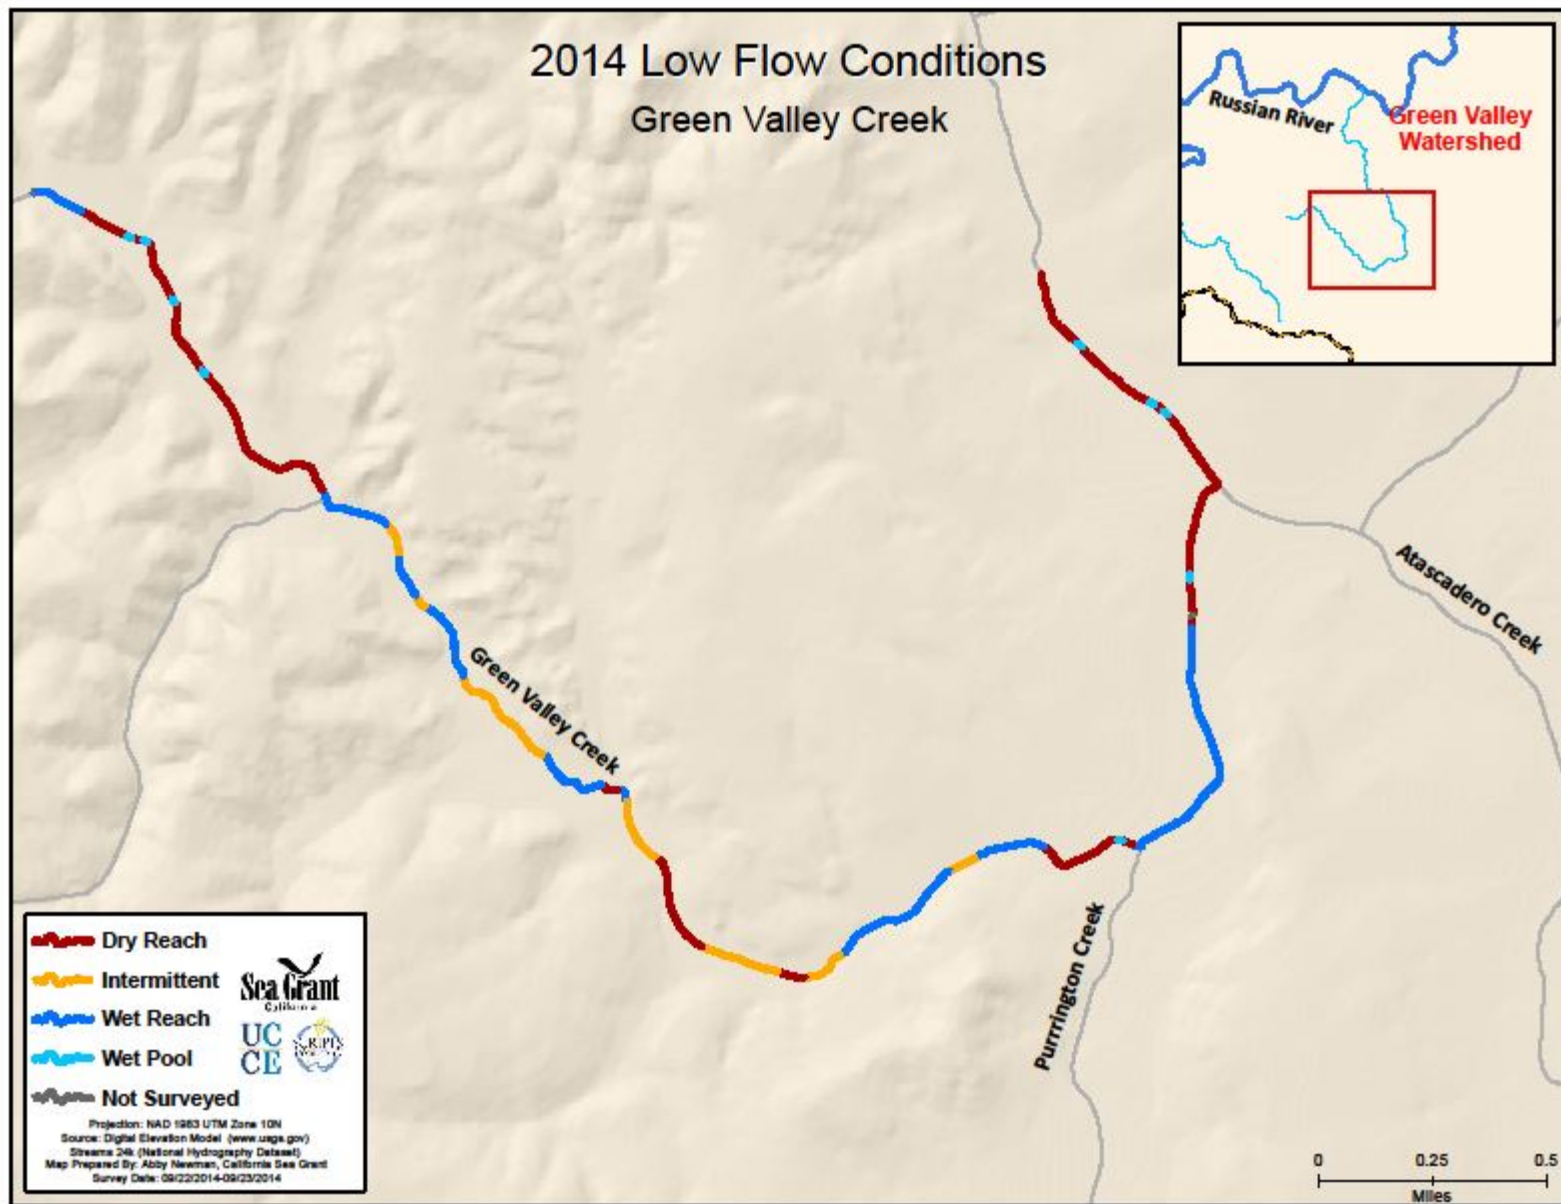 2014 Low Flow Conditions
Green Valley Creek
Russian River
Green Valley
Watershed
Atascadero Creek
Green Valley Creek
Purrington Creek
Dry Reach
Intermittent
Wet Reach
Wet Pool
Not Surveyed
Sea Grant
California
UC
CE
Projection: NAD 1983 UTM Zone 10N
Source: Digital Elevation Model (www.usgs.gov)
Streams 24k (National Hydrography Dataset)
Map Prepared By: Abby Newman, California Sea Grant
Survey Date: 09/22/2014-09/23/2014
0 0.25 0.5
Miles